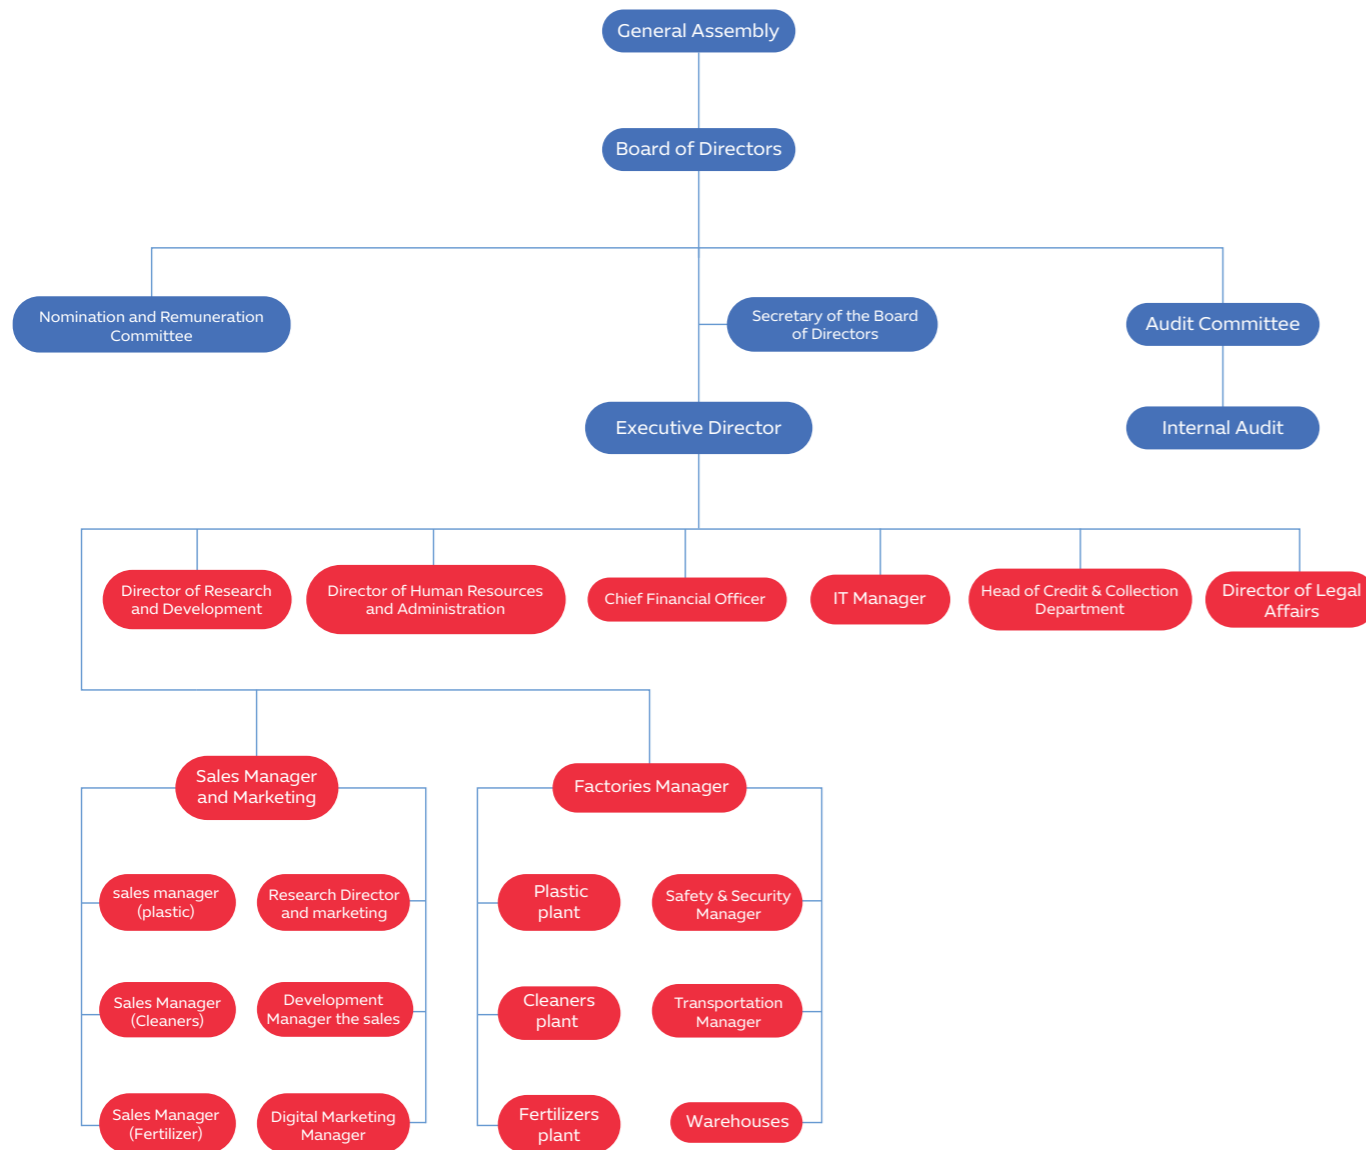 General Assembly
Board of Directors
Nomination and Remuneration
Committee
Secretary of the Board
of Directors
Audit Committee
Executive Director
Internal Audit
Director of Research
and Development
Director of Human Resources
and Administration
Chief Financial Officer
IT Manager
Head of Credit & Collection
Department
Director of Legal
Affairs
Sales Manager
and Marketing
Factories Manager
sales manager
(plastic)
Research Director
and marketing
Plastic
plant
Safety & Security
Manager
Sales Manager
(Cleaners)
Development
Manager the sales
Cleaners
plant
Transportation
Manager
Sales Manager
(Fertilizer)
Digital Marketing
Manager
Fertilizers
plant
Warehouses